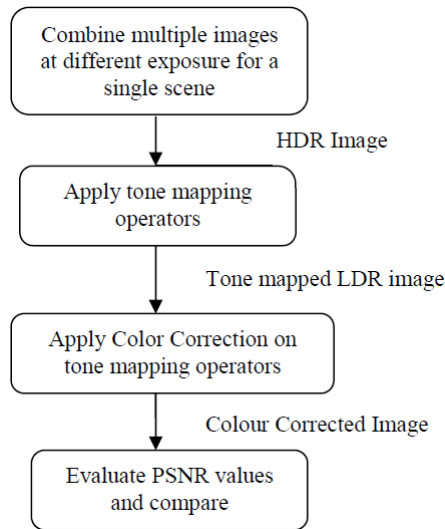 Combine multiple images
at different exposure for a
single scene
HDR Image
Apply tone mapping
operators
Tone mapped LDR image
Apply Color Correction on
tone mapping operators
Colour Corrected Image
Evaluate PSNR values
and compare